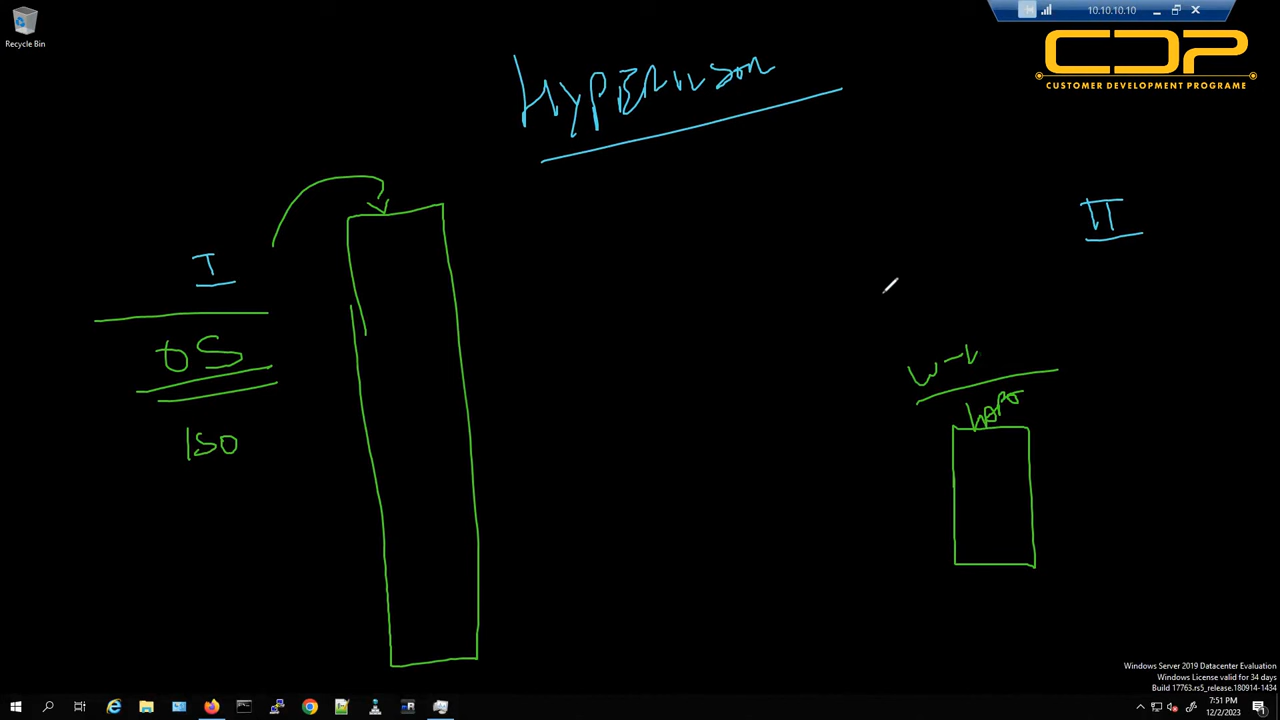 10.10.10.10
Recycle Bin
CDP
CUSTOMER DEVELOPMENT PROGRAME
HypERvisor
II
I
OS
ISO
Windows Server 2019 Datacenter Evaluation
Windows License valid for 34 days
Build 17763.rs5_release.180914-1434
7:51 PM
12/2/2023